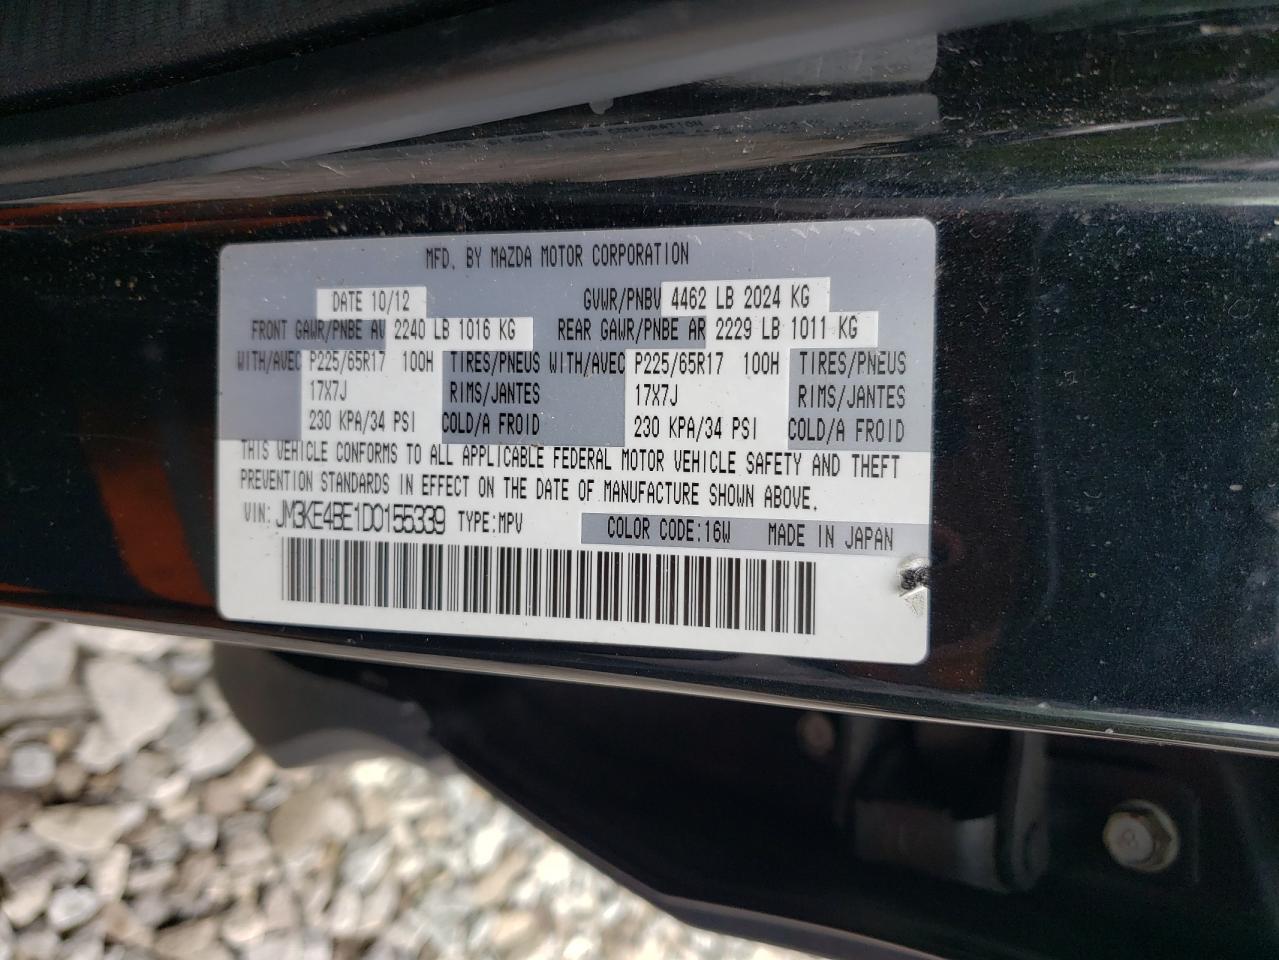 MFD. BY MAZDA MOTOR CORPORATION
DATE 10/12 GVWR/PNBV 4462 LB 2024 KG
FRONT GAWR/PNBE AV 2240 LB 1016 KG REAR GAWR/PNBE AR 2229 LB 1011 KG
WITH/AVEC P225/65R17 100H TIRES/PNEUS WITH/AVEC P225/65R17 100H TIRES/PNEUS
17X7J RIMS/JANTES 17X7J RIMS/JANTES
230 KPA/34 PSI COLD/A FROID 230 KPA/34 PSI COLD/A FROID
THIS VEHICLE CONFORMS TO ALL APPLICABLE FEDERAL MOTOR VEHICLE SAFETY AND THEFT
PREVENTION STANDARDS IN EFFECT ON THE DATE OF MANUFACTURE SHOWN ABOVE.
VIN: JM3KE4BE1D0155339 TYPE:MPV COLOR CODE:16W MADE IN JAPAN